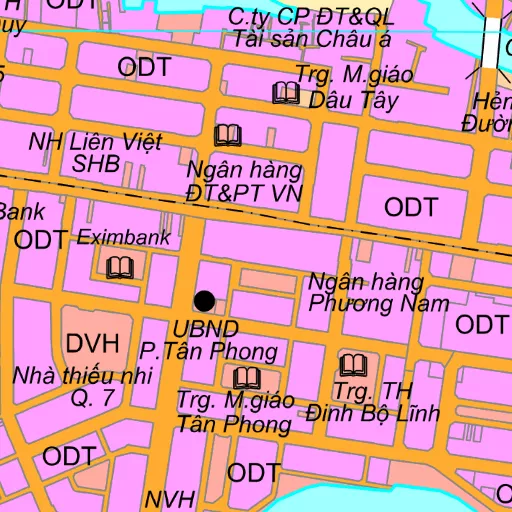 ODT
C.ty CP ĐT&QL
Tài sản Châu á
ODT
Trg. M.giáo
Dâu Tây
NH Liên Việt
SHB
Ngân hàng
ĐT&PT VN
ODT
Bank
ODT
Eximbank
Ngân hàng
Phương Nam
ODT
UBND
P.Tân Phong
DVH
Nhà thiếu nhi
Q. 7
Trg. M.giáo
Tân Phong
Trg. TH
Đinh Bộ Lĩnh
ODT
ODT
NVH